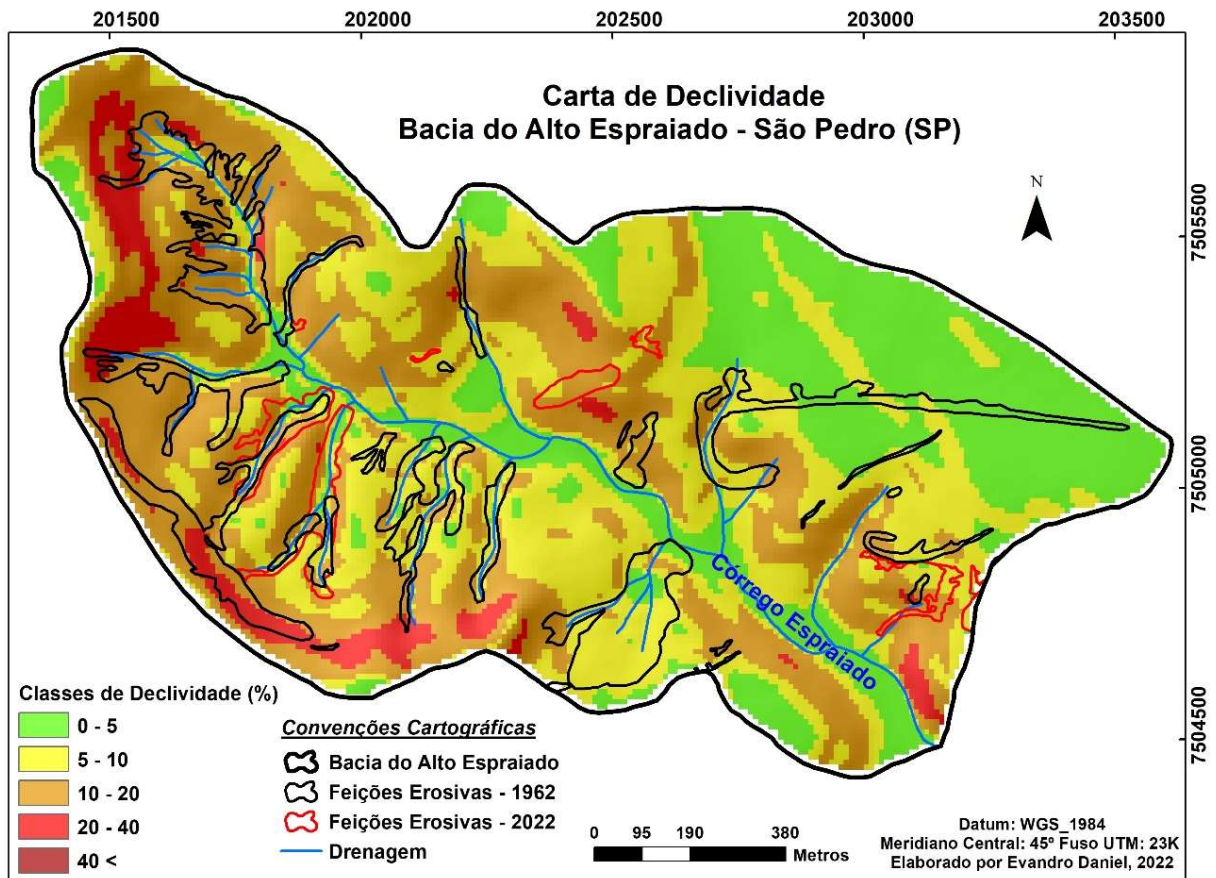 201500
202000
202500
203000
203500
Carta de Declividade
Bacia do Alto Espraiado - São Pedro (SP)
N
7505500
7505000
7504500
Córrego Espraiado
Classes de Declividade (%)
0 - 5
5 - 10
10 - 20
20 - 40
40 <
Convenções Cartográficas
Bacia do Alto Espraiado
Feições Erosivas - 1962
Feições Erosivas - 2022
Drenagem
0 95 190 380
Metros
Datum: WGS_1984
Meridiano Central: 45º Fuso UTM: 23K
Elaborado por Evandro Daniel, 2022